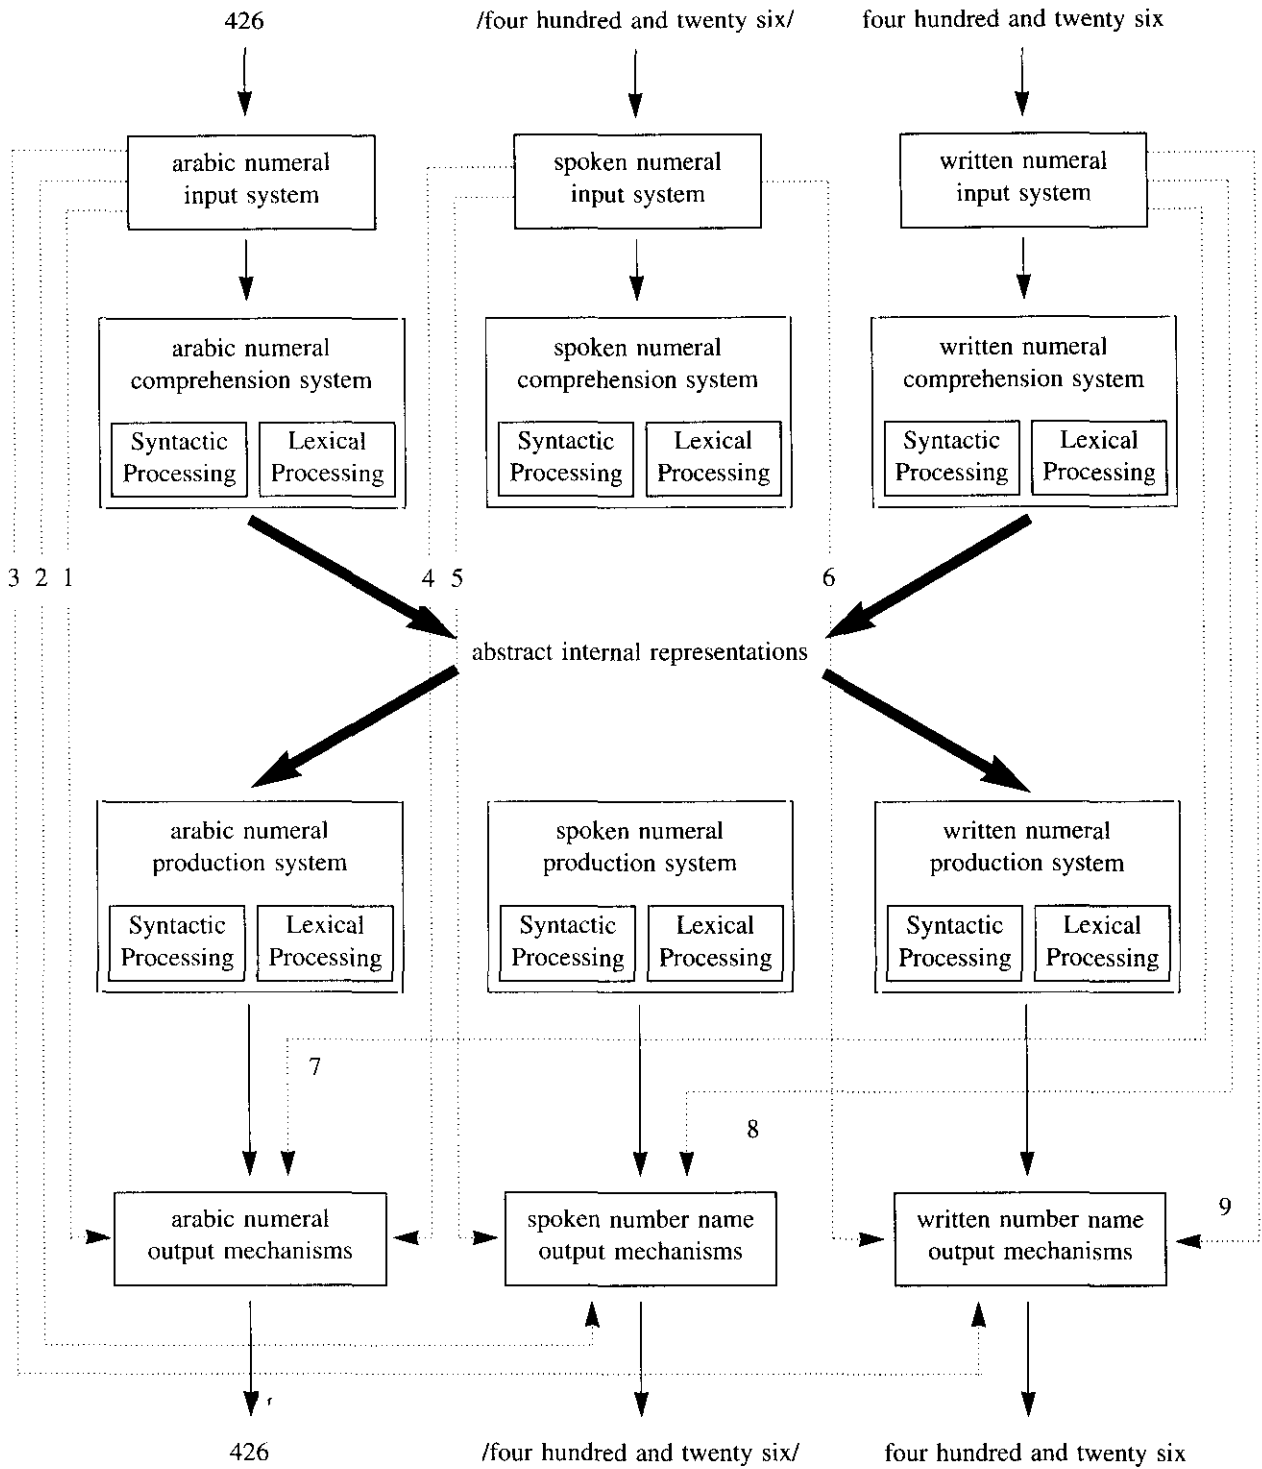 426
/four hundred and twenty six/
four hundred and twenty six
arabic numeral
input system
spoken numeral
input system
written numeral
input system
arabic numeral
comprehension system
Syntactic
Processing
Lexical
Processing
spoken numeral
comprehension system
Syntactic
Processing
Lexical
Processing
written numeral
comprehension system
Syntactic
Processing
Lexical
Processing
3 2 1
4 5
6
abstract internal representations
arabic numeral
production system
Syntactic
Processing
Lexical
Processing
spoken numeral
production system
Syntactic
Processing
Lexical
Processing
written numeral
production system
Syntactic
Processing
Lexical
Processing
7
8
9
arabic numeral
output mechanisms
spoken number name
output mechanisms
written number name
output mechanisms
426
/four hundred and twenty six/
four hundred and twenty six